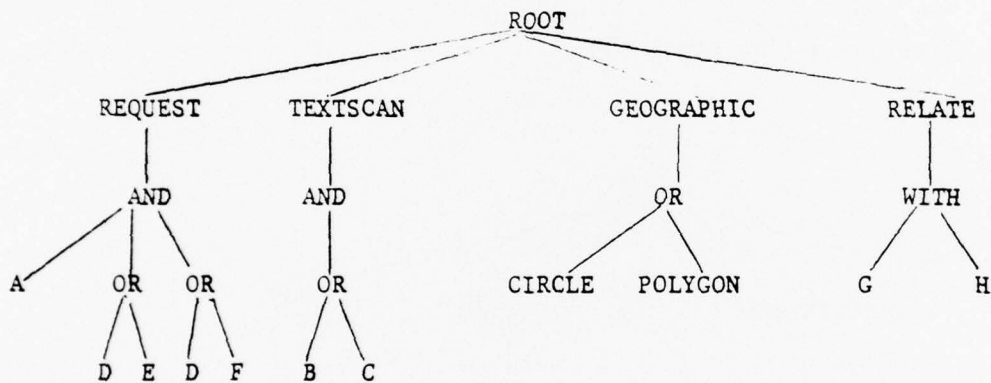 ROOT
REQUEST TEXTSCAN GEOGRAPHIC RELATE
AND AND OR WITH
A OR OR OR CIRCLE POLYGON G H
D E D F B C